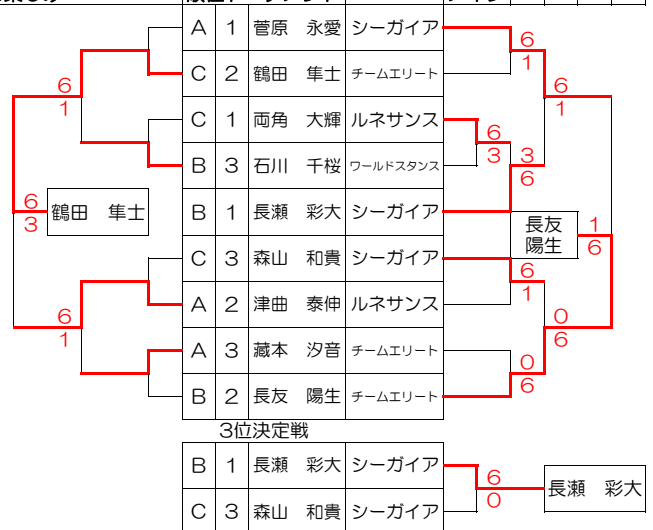 A 1 菅原 永愛 シーガイア
6
C 2 鶴田 隼士 チームエリート 1
6 6
1 C 1 両角 大輝 ルネサンス 1
6
B 3 石川 千桜 ワールドスタンス 3 3
6
6 鶴田 隼士 B 1 長瀬 彩大 シーガイア 長友 1
3 陽生 6
C 3 森山 和貴 シーガイア 6
A 2 津曲 泰伸 ルネサンス 1
6 0
1 A 3 藏本 汐音 チームエリート 6
0
B 2 長友 陽生 チームエリート 6
3位決定戦
B 1 長瀬 彩大 シーガイア 6
長瀬 彩大
C 3 森山 和貴 シーガイア 0